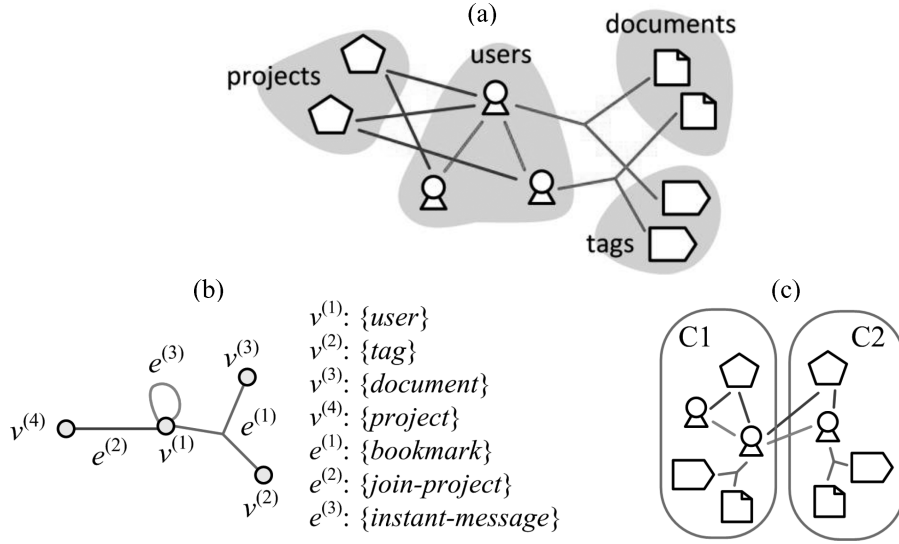 (a)
documents
users
projects
tags
(b)
(c)
v(1): {user}
v(2): {tag}
v(3): {document}
v(4): {project}
e(1): {bookmark}
e(2): {join-project}
e(3): {instant-message}
e(3)
v(3)
v(4)
e(2)
v(1)
e(1)
v(2)
C1
C2